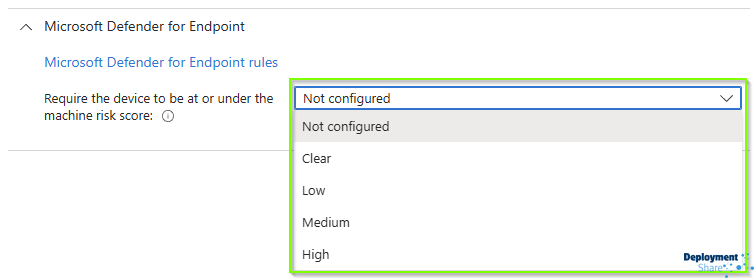 Microsoft Defender for Endpoint
Microsoft Defender for Endpoint rules
Require the device to be at or under the
machine risk score:
Not configured
Not configured
Clear
Low
Medium
High
Deployment
Share